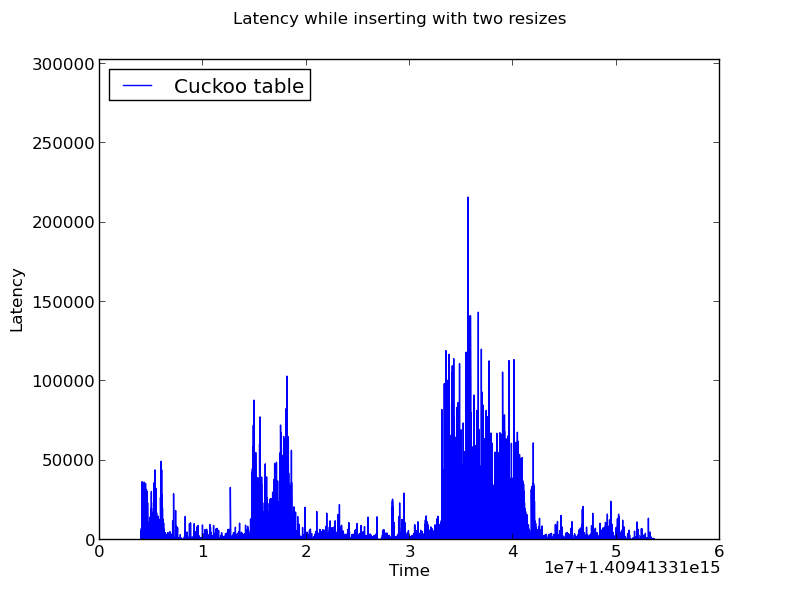 Latency while inserting with two resizes
300000
Cuckoo table
250000
200000
Latency
150000
100000
50000
0
0 1 2 3 4 5 6
Time
1e7+1.40941331e15